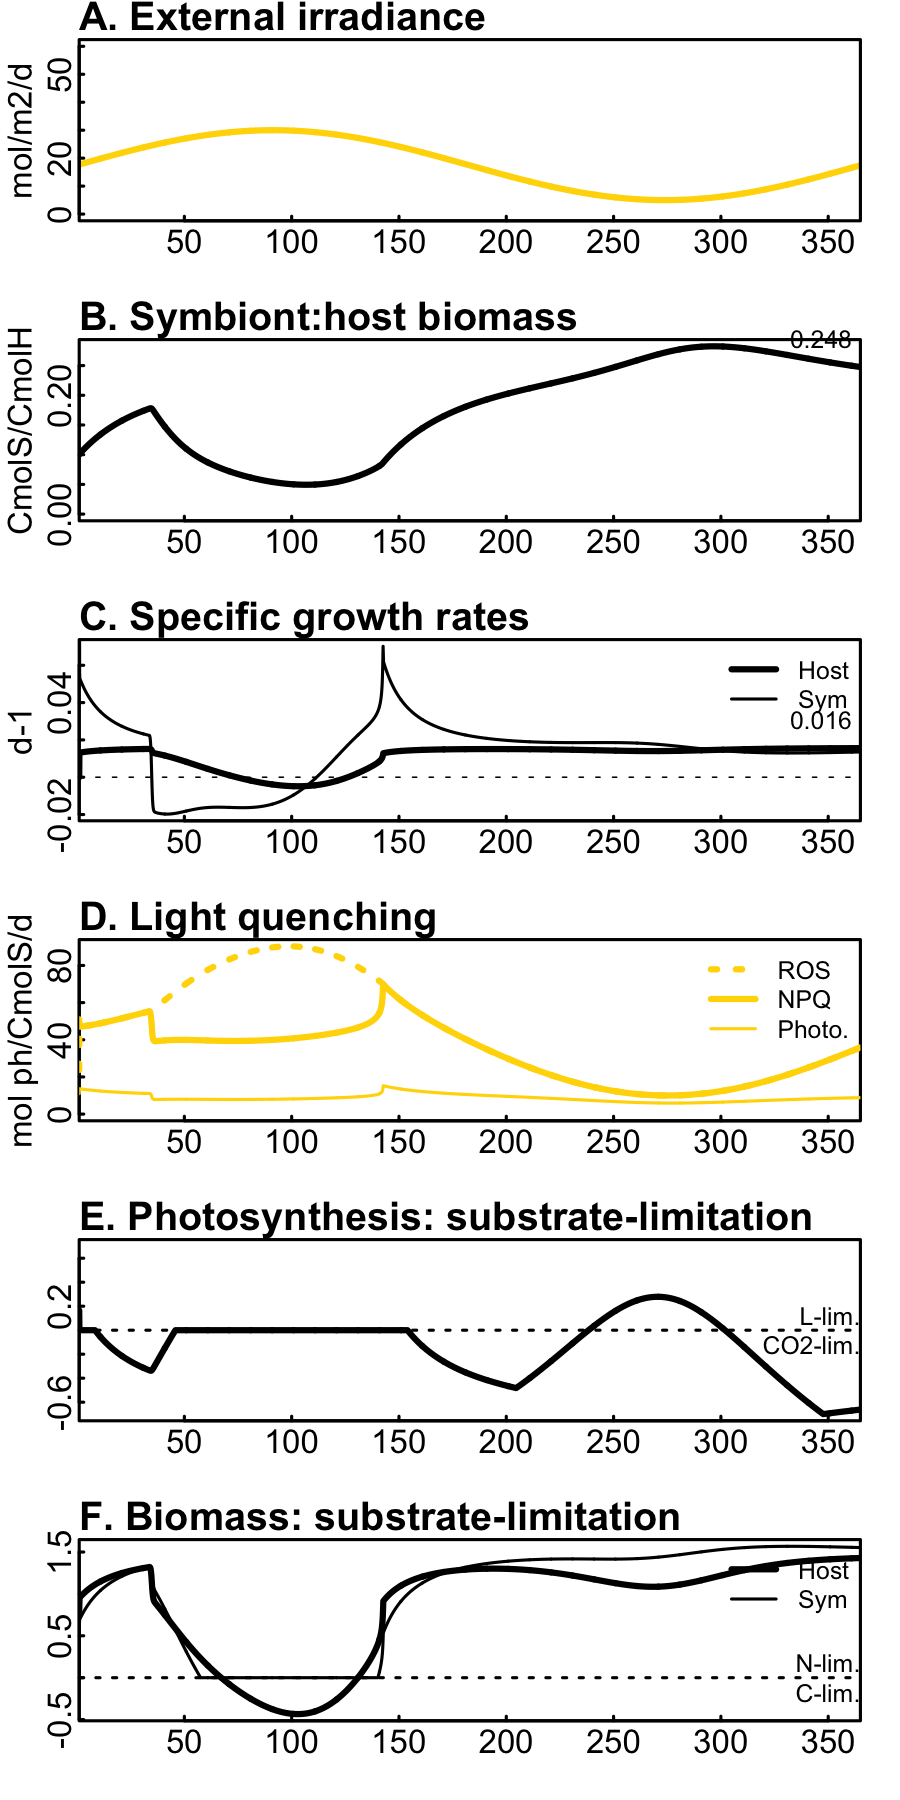 A. External irradiance
mol/m2/d
0 20 50
50 100 150 200 250 300 350
B. Symbiont:host biomass
CmolS/CmolH
0.00 0.20
0.248
50 100 150 200 250 300 350
C. Specific growth rates
d-1
-0.02 0.04
Host
Sym
0.016
50 100 150 200 250 300 350
D. Light quenching
mol ph/CmolS/d
0 40 80
ROS
NPQ
Photo.
50 100 150 200 250 300 350
E. Photosynthesis: substrate-limitation
-0.6 0.2
L-lim.
CO2-lim.
50 100 150 200 250 300 350
F. Biomass: substrate-limitation
-0.5 0.5 1.5
Host
Sym
N-lim.
C-lim.
50 100 150 200 250 300 350